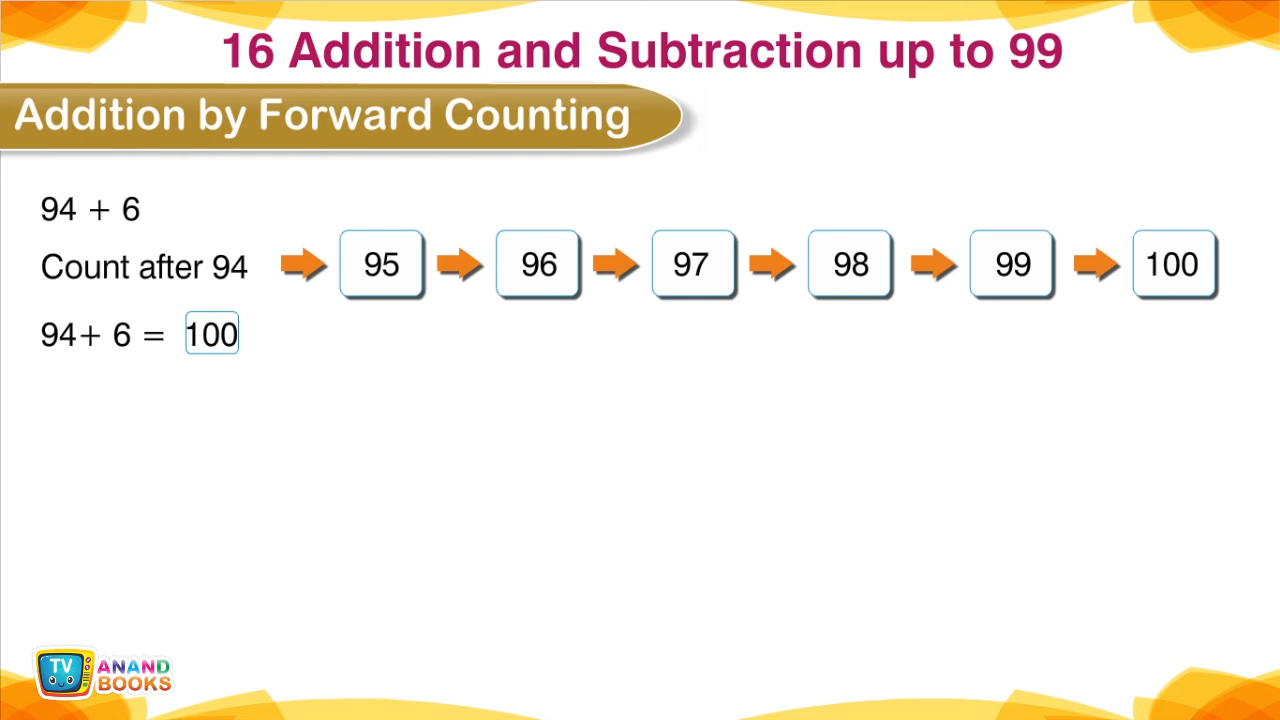 16 Addition and Subtraction up to 99
Addition by Forward Counting
94 + 6
Count after 94 95 96 97 98 99 100
94+ 6 = 100
TV ANAND
BOOKS